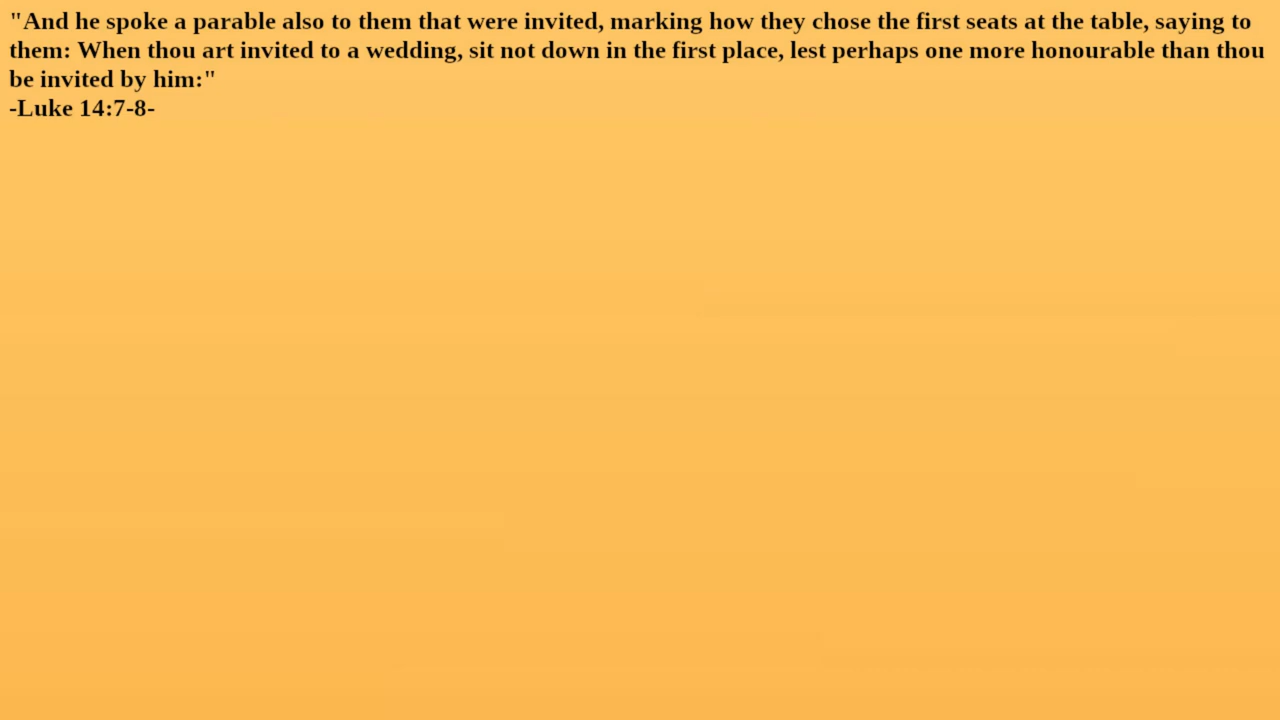 "And he spoke a parable also to them that were invited, marking how they chose the first seats at the table, saying to
them: When thou art invited to a wedding, sit not down in the first place, lest perhaps one more honourable than thou
be invited by him:"
-Luke 14:7-8-